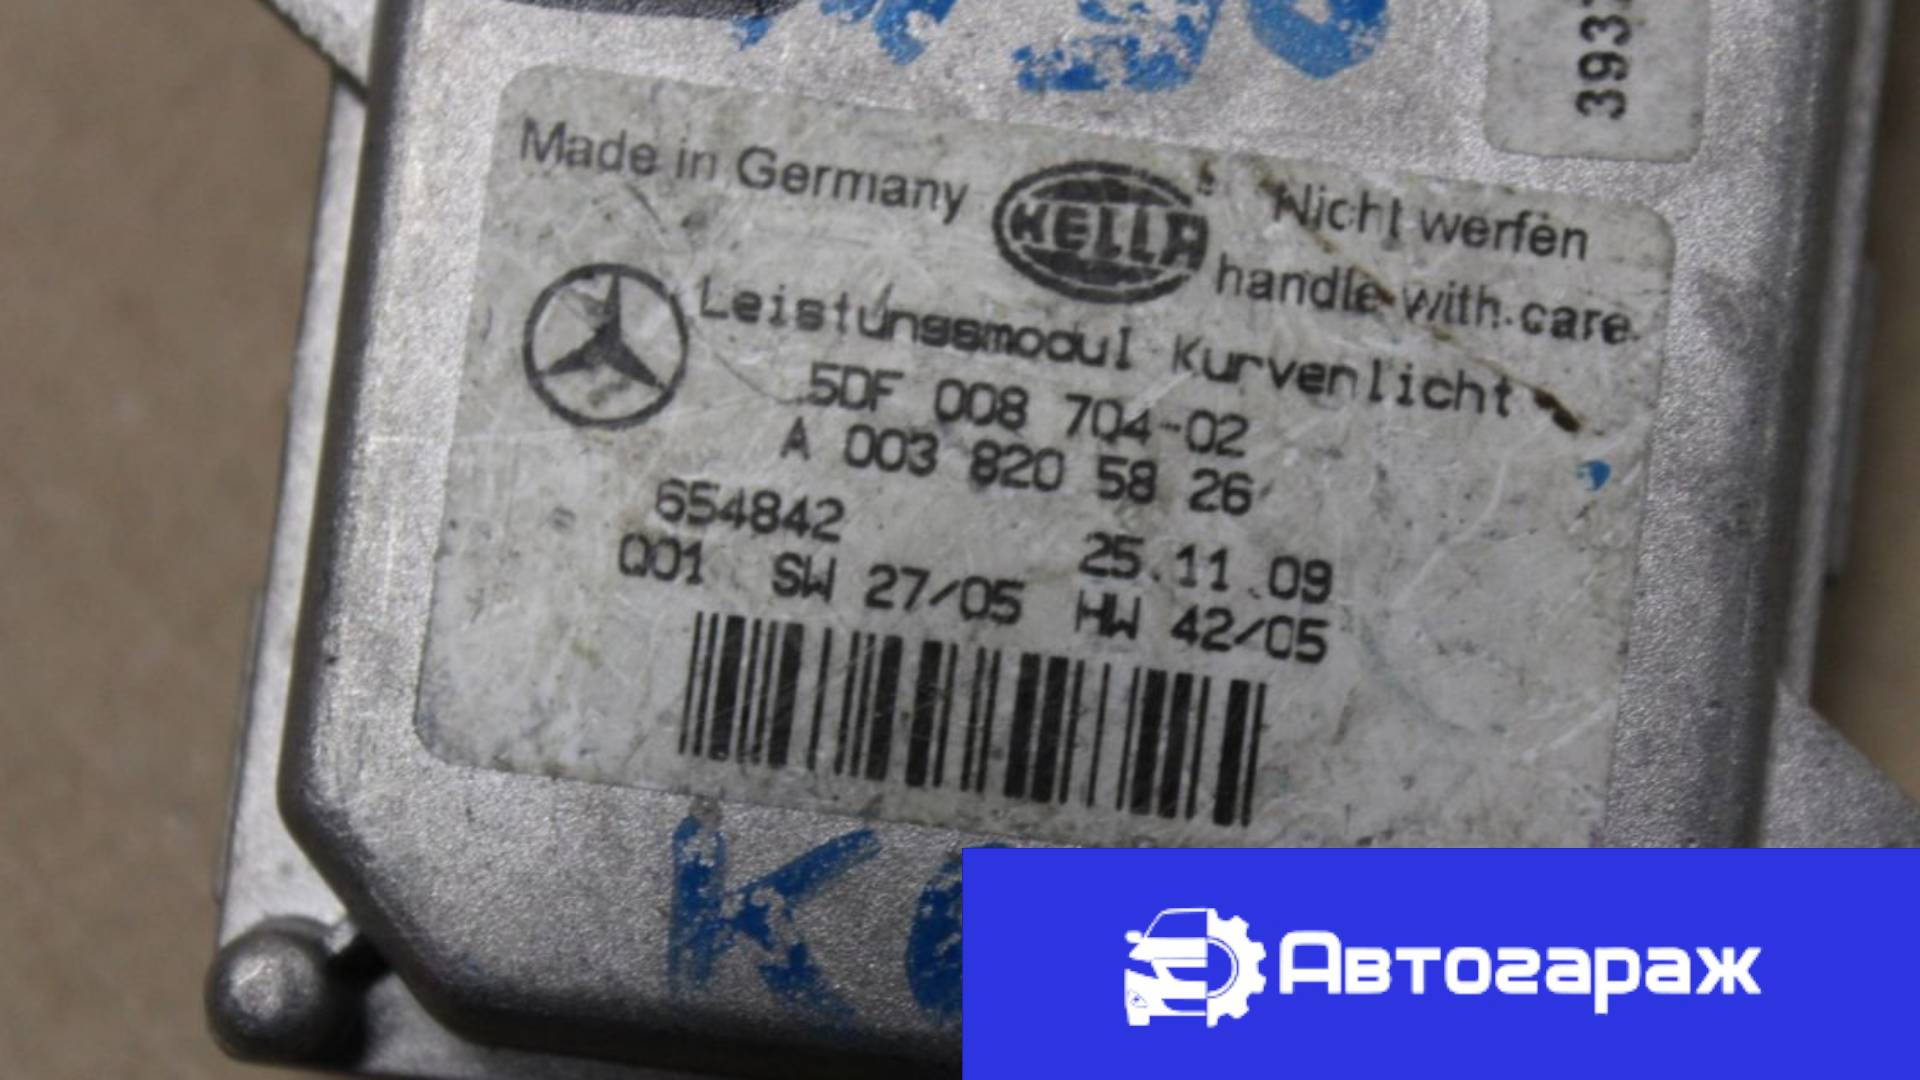 393
Made in Germany
HELLA
Nicht werfen
handle with care
Leistungsmodul Kurvenlicht
5DF 008 704-02
A 003 820 58 26
654842
25.11.09
Q01 SW 27/05 HW 42/05
K
Автогараж